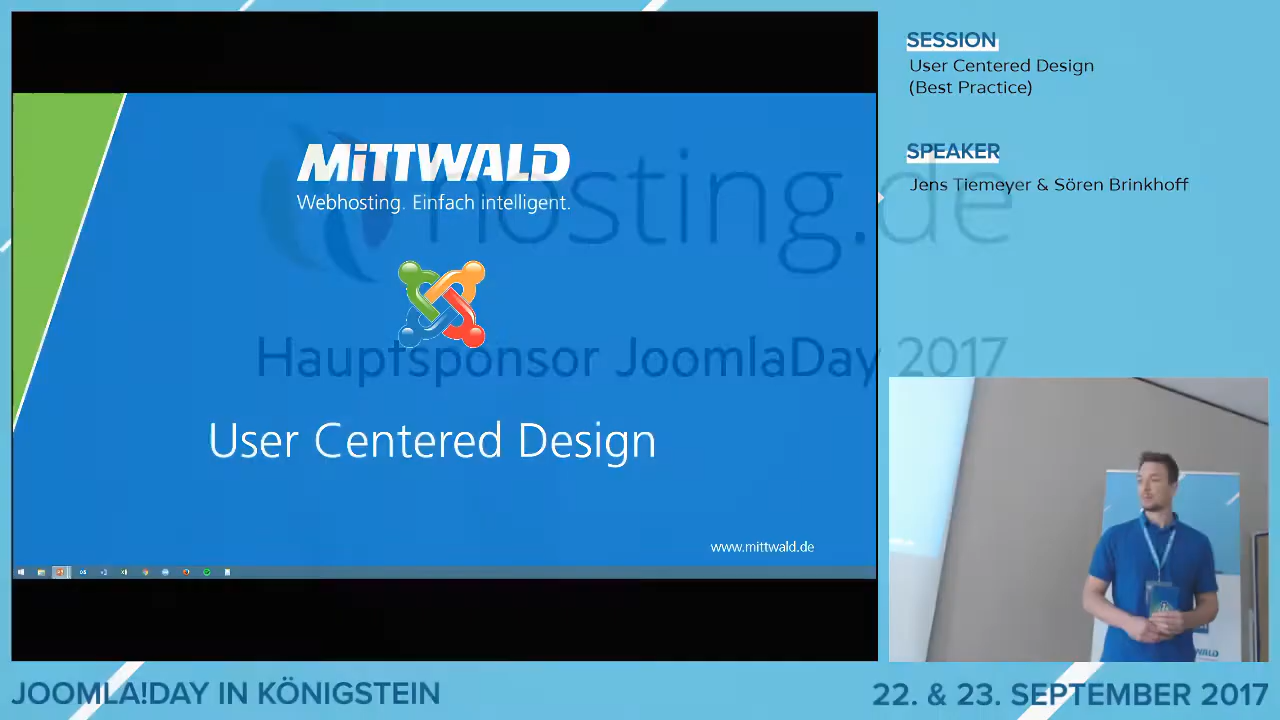 SESSION
User Centered Design
(Best Practice)
SPEAKER
Jens Tiemeyer & Sören Brinkhoff
MiTTWALD
Webhosting. Einfach intelligent.
hosting.de
Hauptsponsor JoomlaDay 2017
User Centered Design
www.mittwald.de
WALD
JOOMLA!DAY IN KÖNIGSTEIN
22. & 23. SEPTEMBER 2017